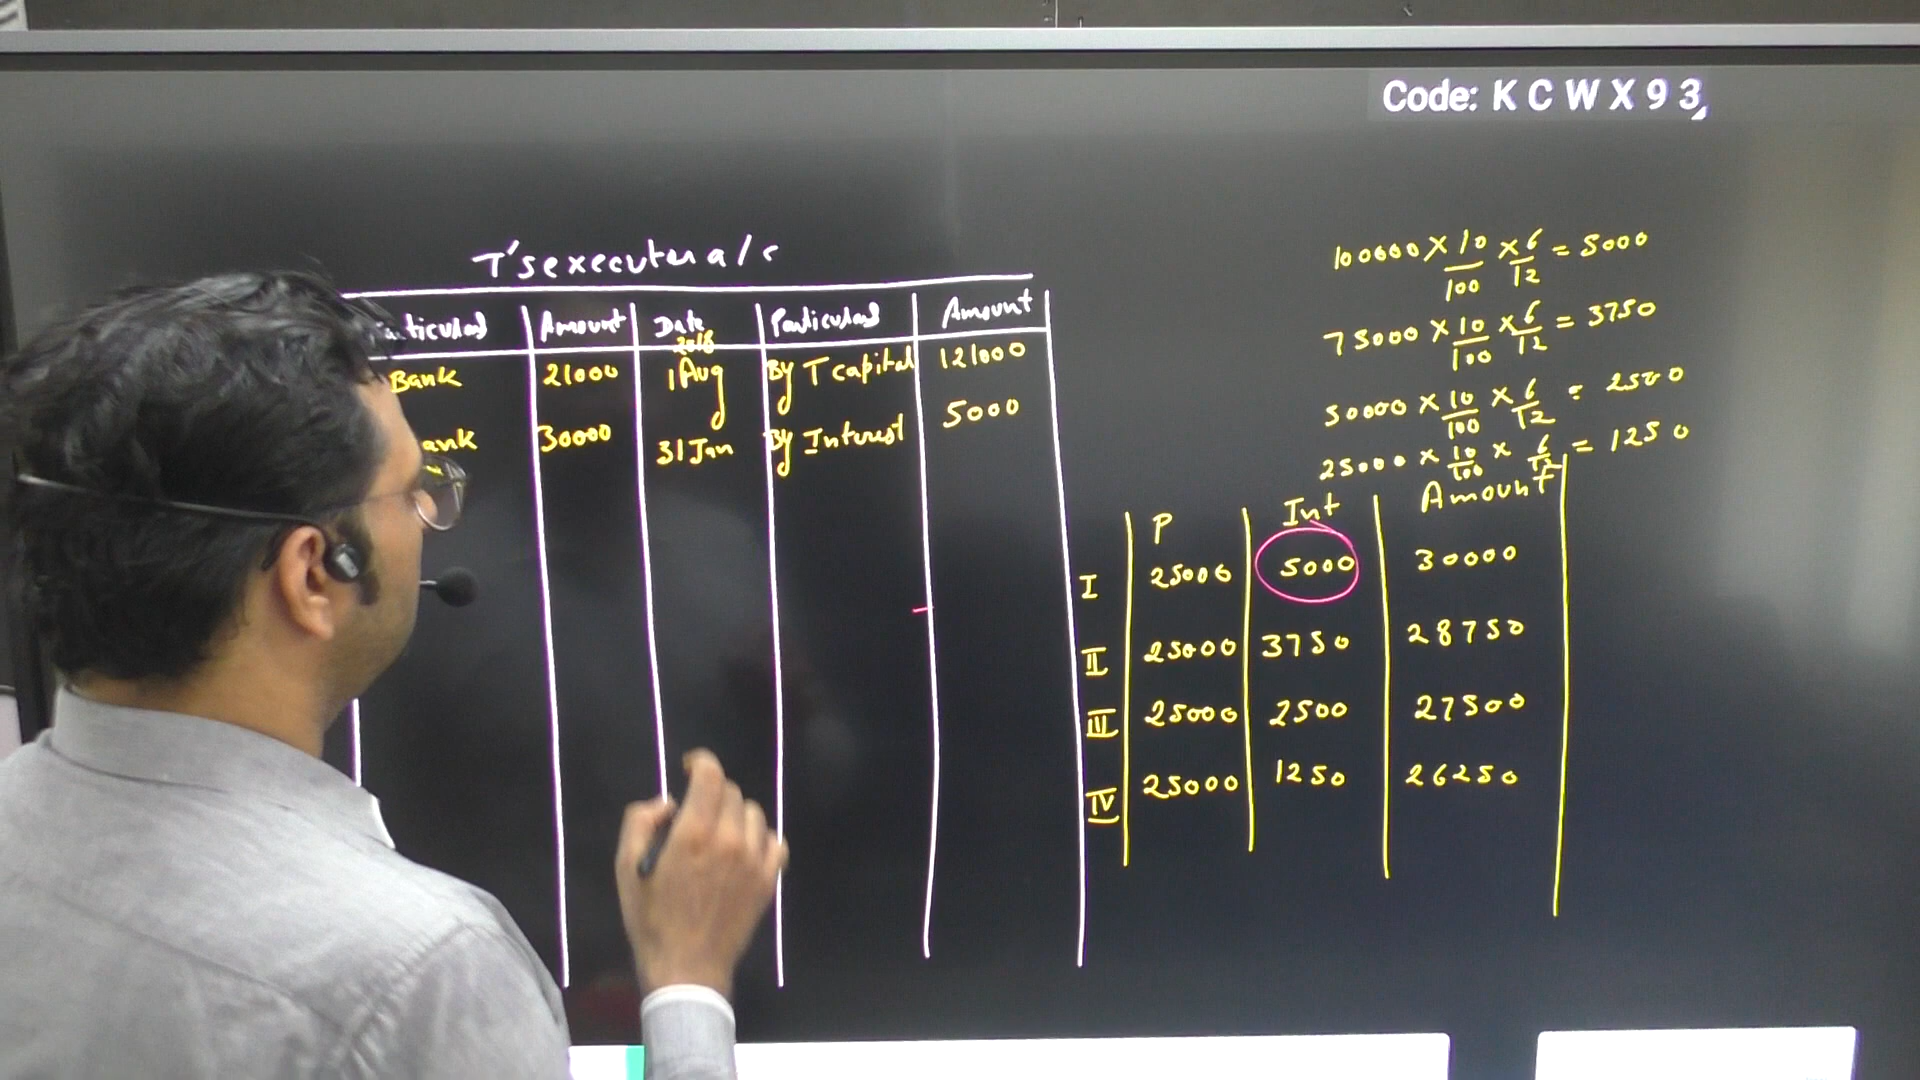 Code: K C W X 9 3
T's executer a/c
Particulars Amount Date Particulars Amount
2018
Bank 21000 1 Aug By T capital 121000
Bank 30000 31 Jan By Interest 5000
100000 × 10/100 × 6/12 = 5000
75000 × 10/100 × 6/12 = 3750
50000 × 10/100 × 6/12 = 2500
25000 × 10/100 × 6/12 = 1250
P Int Amount
I 25000 5000 30000
II 25000 3750 28750
III 25000 2500 27500
IV 25000 1250 26250